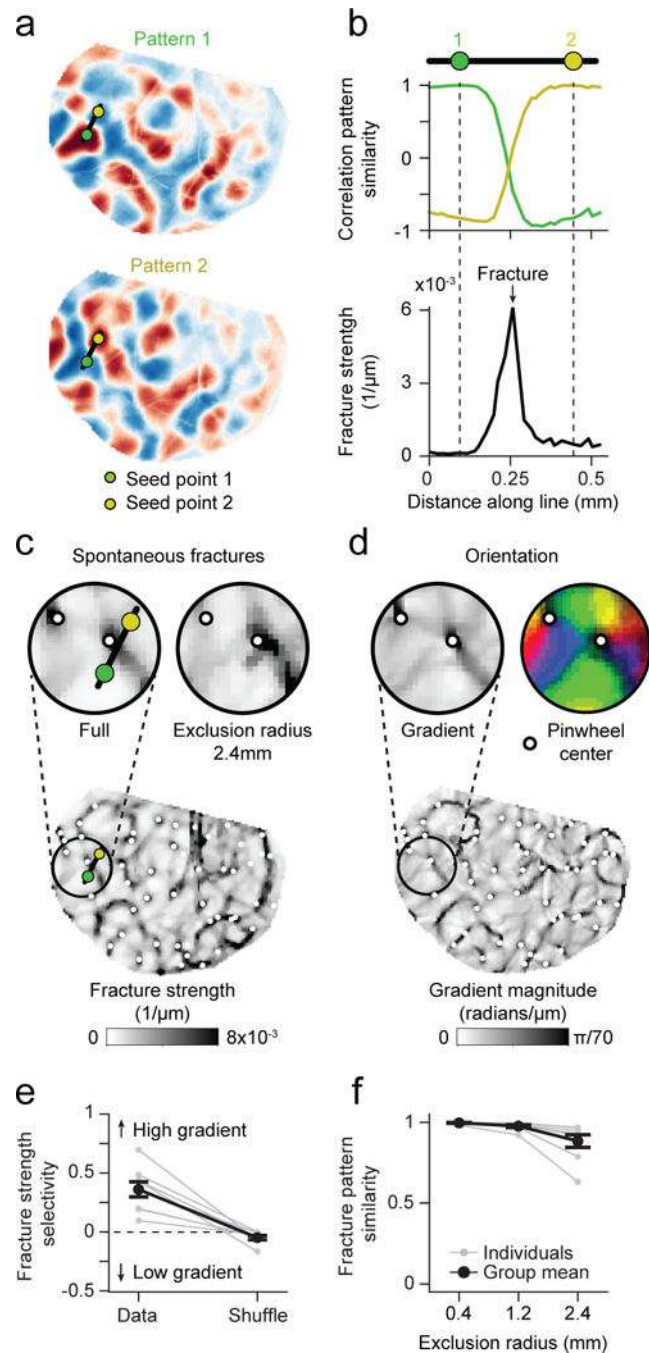 a
Pattern 1
Pattern 2
Seed point 1
Seed point 2
b
1
2
Correlation pattern
similarity
1
0
-1
x10⁻³
Fracture
Fracture strentgh
(1/µm)
6
3
0
0
0.25
0.5
Distance along line (mm)
c
Spontaneous fractures
Full
Exclusion radius
2.4mm
Fracture strength
(1/µm)
0
8x10⁻³
d
Orientation
Gradient
Pinwheel
center
Gradient magnitude
(radians/µm)
0
π/70
e
Fracture strength
selectivity
1
0.5
0
-0.5
High gradient
Low gradient
Data
Shuffle
f
Fracture pattern
similarity
1
0
Individuals
Group mean
0.4
1.2
2.4
Exclusion radius (mm)